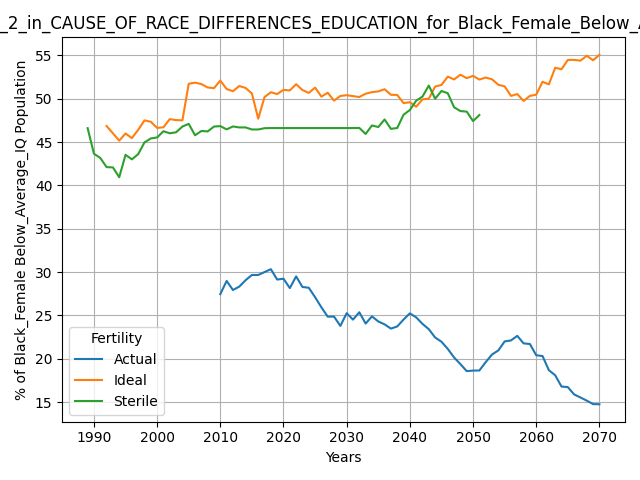 _2_in_CAUSE_OF_RACE_DIFFERENCES_EDUCATION_for_Black_Female_Below_A
% of Black_Female Below_Average_IQ Population
55
50
45
40
35
30
25
20
15
Fertility
Actual
Ideal
Sterile
1990 2000 2010 2020 2030 2040 2050 2060 2070
Years